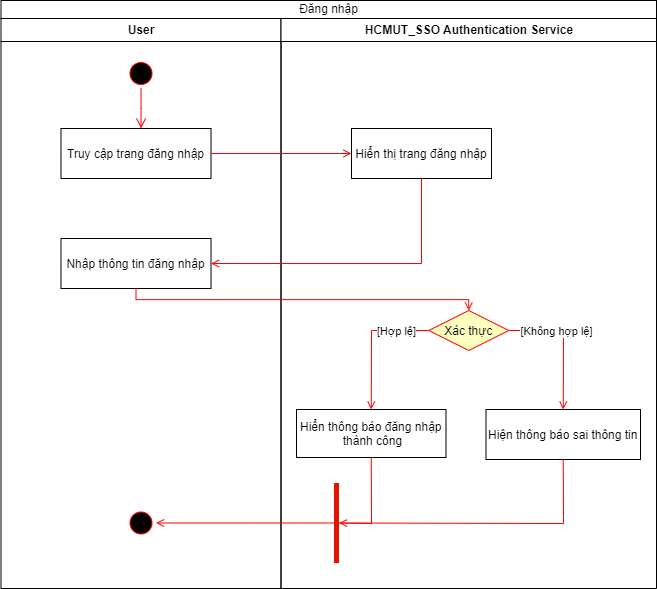 Đăng nhập
User
HCMUT_SSO Authentication Service
Truy cập trang đăng nhập
Hiển thị trang đăng nhập
Nhập thông tin đăng nhập
Xác thực
[Hợp lệ]
[Không hợp lệ]
Hiển thông báo đăng nhập
thành công
Hiện thông báo sai thông tin